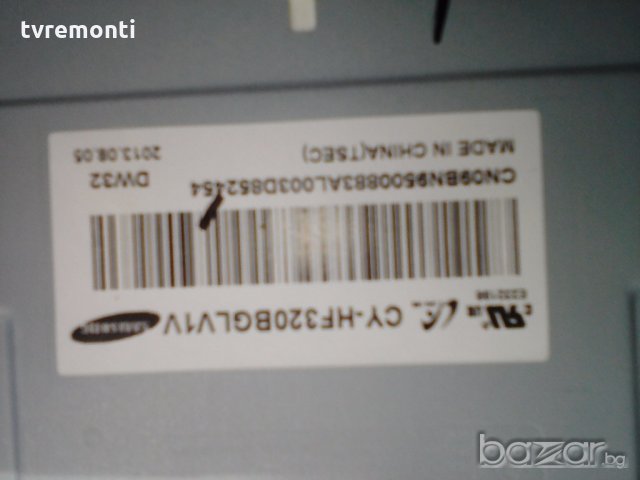 tvremonti
SAMSUNG
CY-HF320BGLV1V
CN09BN9500883AL003D852454
DW32
MADE IN CHINA(TSEC)
2013.08.05
bazar.bg